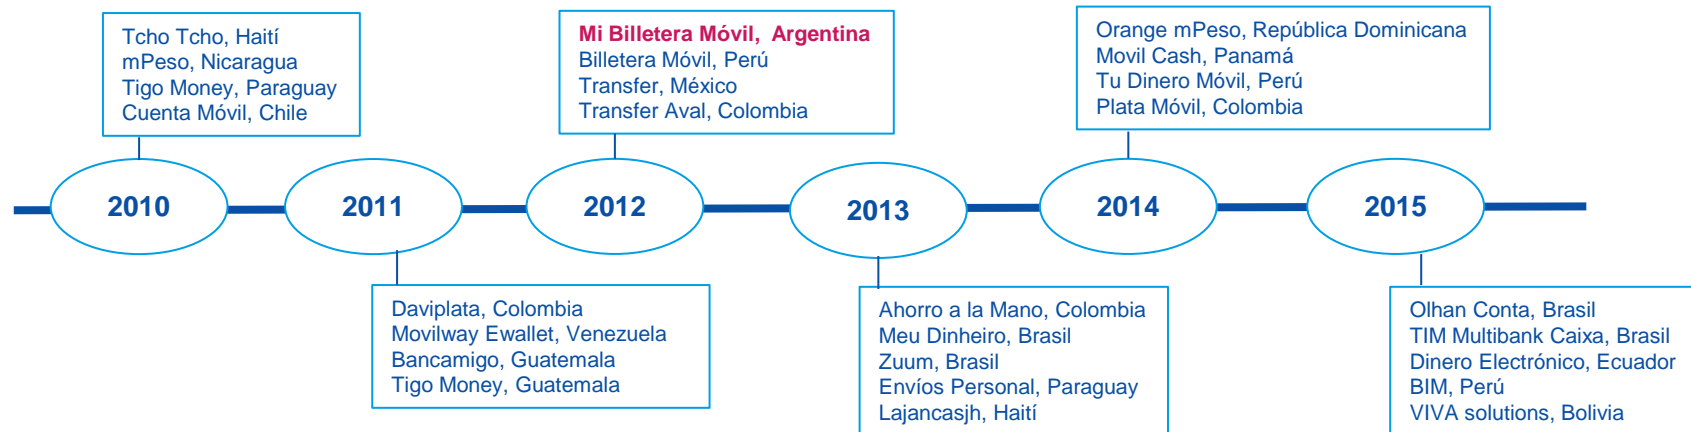 Tcho Tcho, Haití
mPeso, Nicaragua
Tigo Money, Paraguay
Cuenta Móvil, Chile
Mi Billetera Móvil, Argentina
Billetera Móvil, Perú
Transfer, México
Transfer Aval, Colombia
Orange mPeso, República Dominicana
Movil Cash, Panamá
Tu Dinero Móvil, Perú
Plata Móvil, Colombia
2010
2011
2012
2013
2014
2015
Daviplata, Colombia
Movilway Ewallet, Venezuela
Bancamigo, Guatemala
Tigo Money, Guatemala
Ahorro a la Mano, Colombia
Meu Dinheiro, Brasil
Zuum, Brasil
Envíos Personal, Paraguay
Lajancasjh, Haití
Olhan Conta, Brasil
TIM Multibank Caixa, Brasil
Dinero Electrónico, Ecuador
BIM, Perú
VIVA solutions, Bolivia